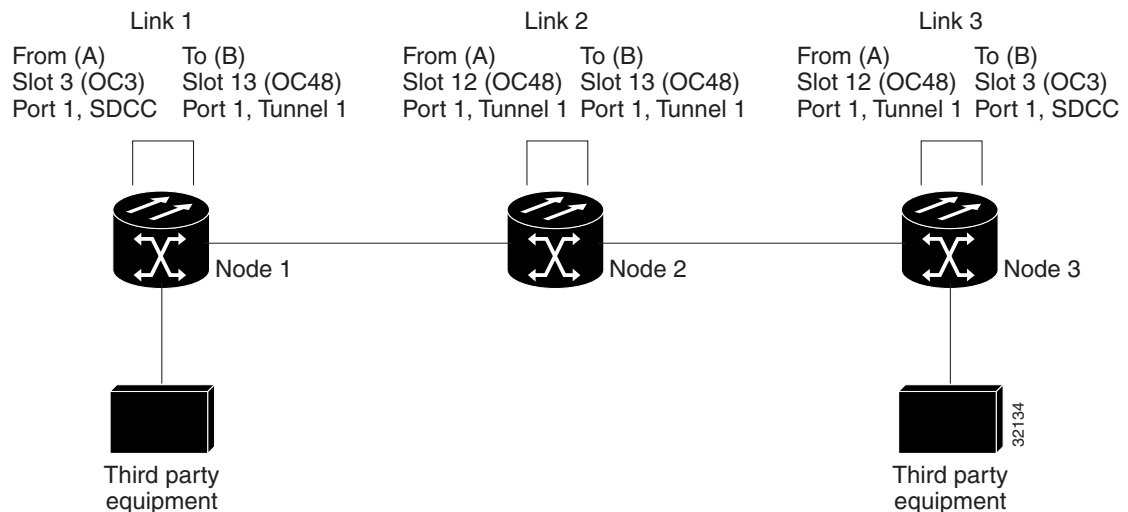 Link 1
From (A)
Slot 3 (OC3)
Port 1, SDCC
To (B)
Slot 13 (OC48)
Port 1, Tunnel 1
Link 2
From (A)
Slot 12 (OC48)
Port 1, Tunnel 1
To (B)
Slot 13 (OC48)
Port 1, Tunnel 1
Link 3
From (A)
Slot 12 (OC48)
Port 1, Tunnel 1
To (B)
Slot 3 (OC3)
Port 1, SDCC
Node 1
Node 2
Node 3
Third party
equipment
Third party
equipment
32134